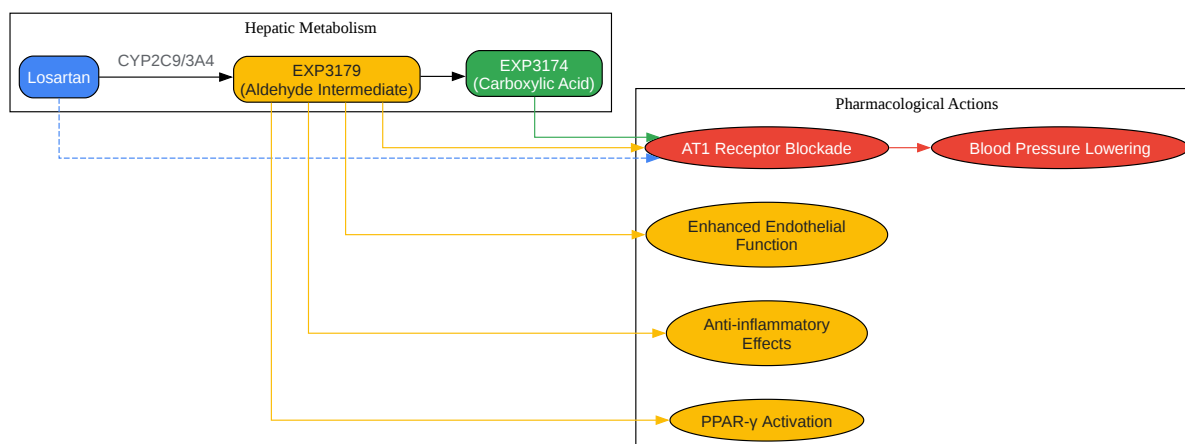 Hepatic Metabolism
Losartan
CYP2C9/3A4
EXP3179
(Aldehyde Intermediate)
EXP3174
(Carboxylic Acid)
Pharmacological Actions
AT1 Receptor Blockade
Blood Pressure Lowering
Enhanced Endothelial
Function
Anti-inflammatory
Effects
PPAR-γ Activation